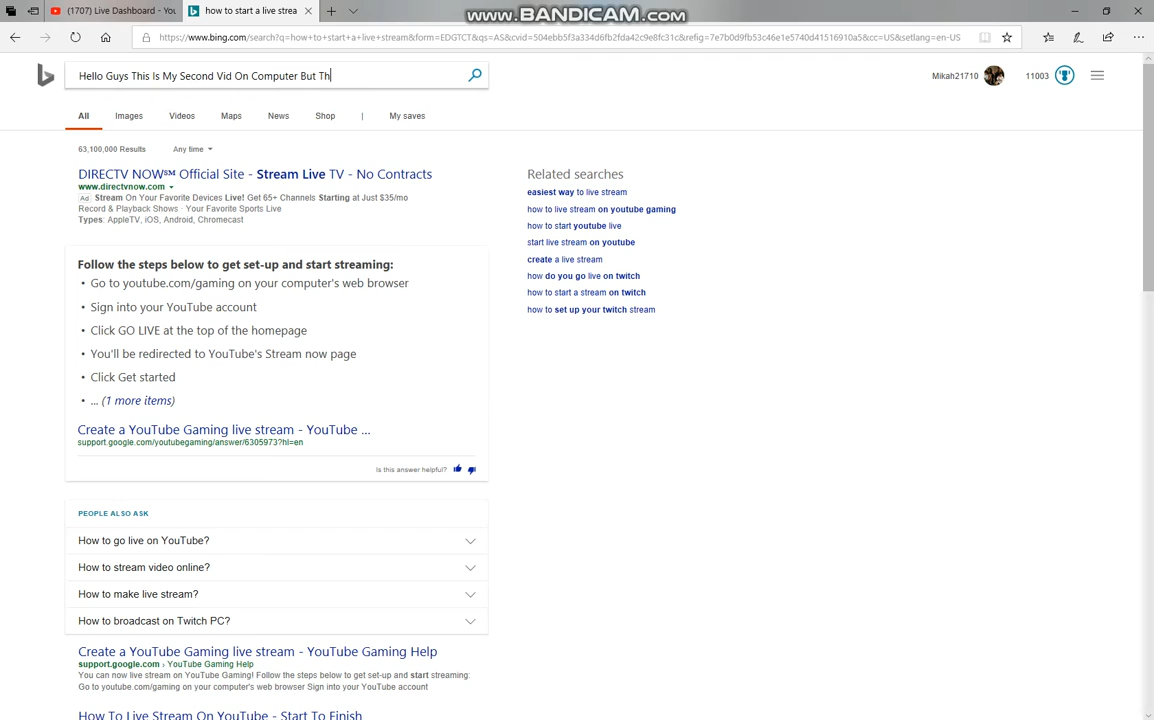 (1707) Live Dashboard - You
how to start a live strea
www.BANDICAM.com
https://www.bing.com/search?q=how+to+start+a+live+stream&form=EDGTCT&qs=AS&cvid=504ebb5f3a334d6fb2fda42c9e8fc31c&refig=7e7b0d9fb53c46e1e5740d41516910a5&cc=US&setlang=en-US
Hello Guys This Is My Second Vid On Computer But Th
Mikah21710
11003
All Images Videos Maps News Shop | My saves
63,100,000 Results Any time
DIRECTV NOW℠ Official Site - Stream Live TV - No Contracts
www.directvnow.com
Ad Stream On Your Favorite Devices Live! Get 65+ Channels Starting at Just $35/mo
Record & Playback Shows · Your Favorite Sports Live
Types: AppleTV, iOS, Android, Chromecast
Follow the steps below to get set-up and start streaming:
• Go to youtube.com/gaming on your computer's web browser
• Sign into your YouTube account
• Click GO LIVE at the top of the homepage
• You'll be redirected to YouTube's Stream now page
• Click Get started
• ... (1 more items)
Create a YouTube Gaming live stream - YouTube ...
support.google.com/youtubegaming/answer/6305973?hl=en
Is this answer helpful?
PEOPLE ALSO ASK
How to go live on YouTube?
How to stream video online?
How to make live stream?
How to broadcast on Twitch PC?
Create a YouTube Gaming live stream - YouTube Gaming Help
support.google.com › YouTube Gaming Help
You can now live stream on YouTube Gaming! Follow the steps below to get set-up and start streaming:
Go to youtube.com/gaming on your computer's web browser Sign into your YouTube account
How To Live Stream On YouTube - Start To Finish
Related searches
easiest way to live stream
how to live stream on youtube gaming
how to start youtube live
start live stream on youtube
create a live stream
how do you go live on twitch
how to start a stream on twitch
how to set up your twitch stream